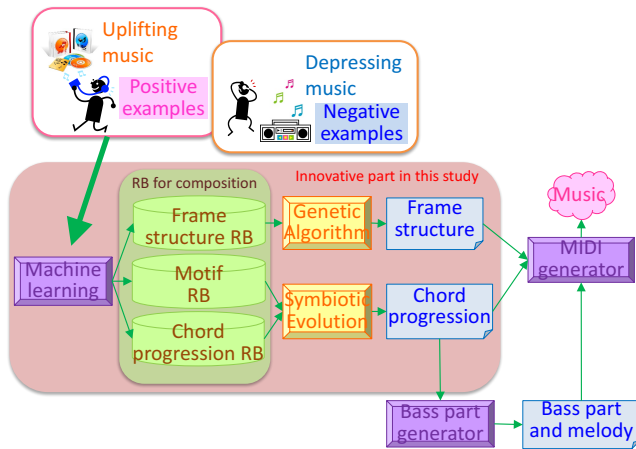 Uplifting
music
Positive
examples
Depressing
music
Negative
examples
RB for composition
Innovative part in this study
Machine
learning
Frame
structure RB
Motif
RB
Chord
progression RB
Genetic
Algorithm
Symbiotic
Evolution
Frame
structure
Chord
progression
Music
MIDI
generator
Bass part
generator
Bass part
and melody